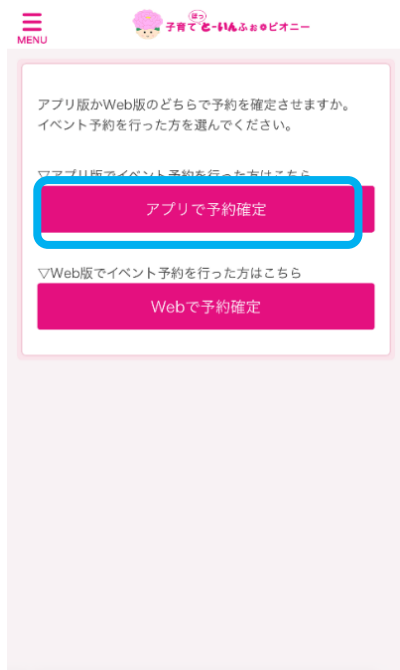 MENU
ほっ
子育てとーいんふぉ✿ピオニー
アプリ版かWeb版のどちらで予約を確定させますか。
イベント予約を行った方を選んでください。
▽アプリ版でイベント予約を行った方はこちら
アプリで予約確定
▽Web版でイベント予約を行った方はこちら
Webで予約確定